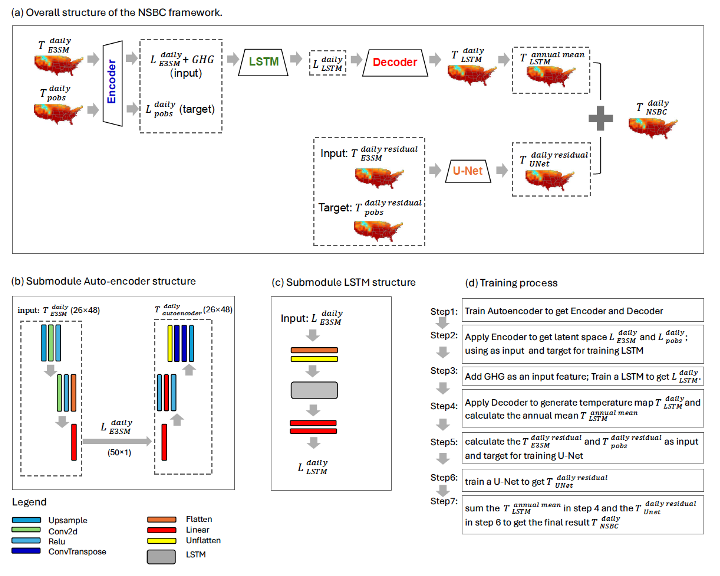 (a) Overall structure of the NSBC framework.
T daily E3SM
T daily pobs
Encoder
L daily E3SM + GHG
(input)
L daily pobs (target)
LSTM
L daily LSTM
Decoder
T daily LSTM
T annual mean LSTM
T daily NSBC
Input: T daily residual E3SM
Target: T daily residual pobs
U-Net
T daily residual UNet
(b) Submodule Auto-encoder structure
input: T daily E3SM (26×48)
T daily autoencoder (26×48)
L daily E3SM
(50×1)
Legend
Upsample
Conv2d
Relu
ConvTranspose
Flatten
Linear
Unflatten
LSTM
(c) Submodule LSTM structure
Input: L daily E3SM
L daily LSTM
(d) Training process
Step1: Train Autoencoder to get Encoder and Decoder
Step2: Apply Encoder to get latent space L daily E3SM and L daily pobs ;
using as input and target for training LSTM
Step3: Add GHG as an input feature; Train a LSTM to get L daily LSTM.
Step4: Apply Decoder to generate temperature map T daily LSTM and
calculate the annual mean T annual mean LSTM
Step5: calculate the T daily residual E3SM and T daily residual pobs as input
and target for training U-Net
Step6: train a U-Net to get T daily residual UNet
Step7: sum the T annual mean LSTM in step 4 and the T daily residual Unet
in step 6 to get the final result T daily NSBC